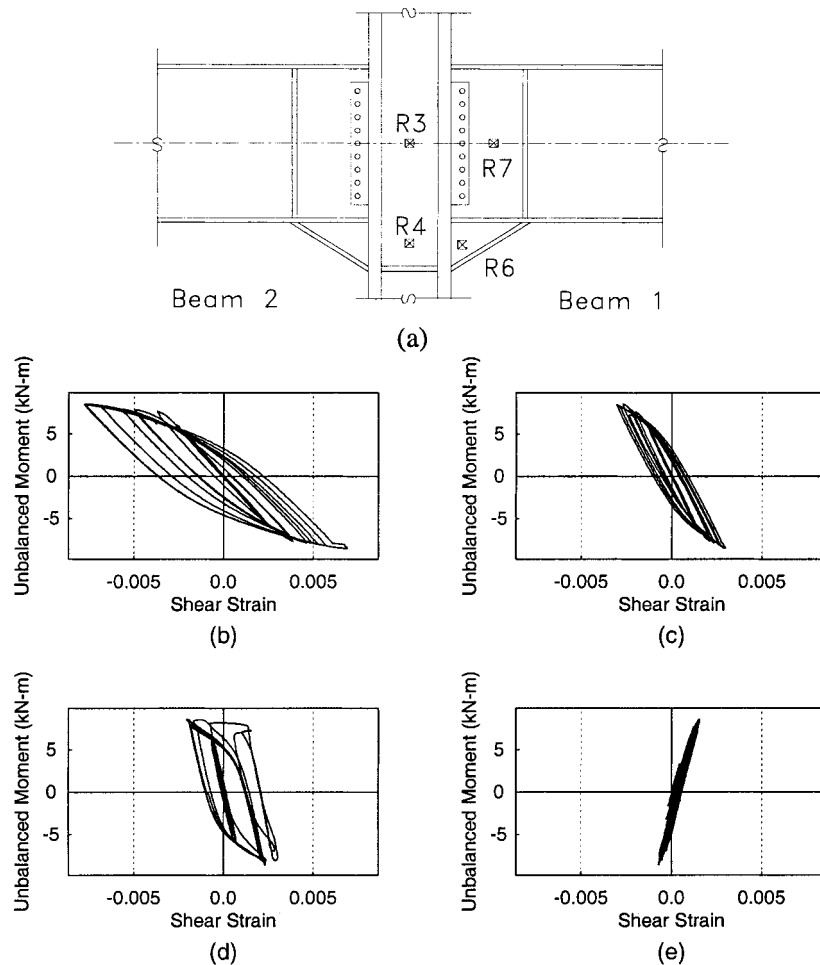 R3
R7
R4
R6
Beam 2
Beam 1
(a)
Unbalanced Moment (kN-m)
5
0
-5
-0.005 0.0 0.005
Shear Strain
(b)
Unbalanced Moment (kN-m)
5
0
-5
-0.005 0.0 0.005
Shear Strain
(c)
Unbalanced Moment (kN-m)
5
0
-5
-0.005 0.0 0.005
Shear Strain
(d)
Unbalanced Moment (kN-m)
5
0
-5
-0.005 0.0 0.005
Shear Strain
(e)